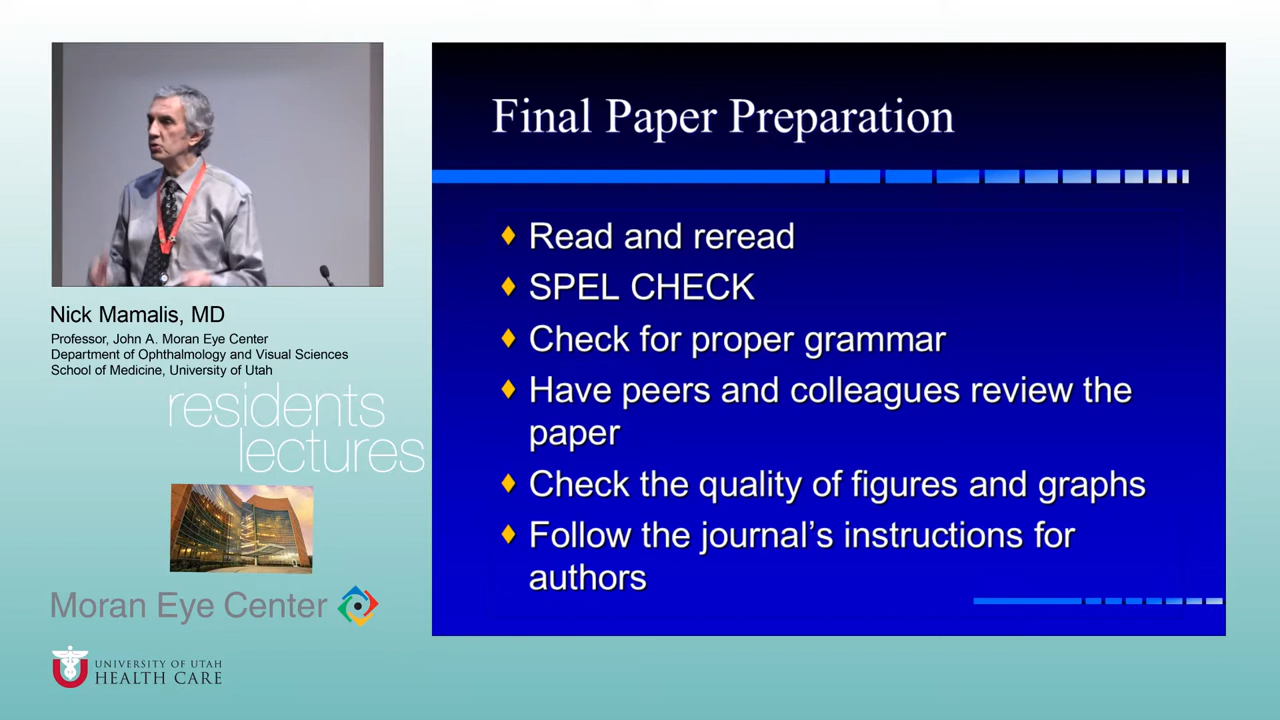 Final Paper Preparation
Read and reread
SPEL CHECK
Check for proper grammar
Have peers and colleagues review the
paper
Check the quality of figures and graphs
Follow the journal’s instructions for
authors
Nick Mamalis, MD
Professor, John A. Moran Eye Center
Department of Ophthalmology and Visual Sciences
School of Medicine, University of Utah
residents
lectures
Moran Eye Center
UNIVERSITY OF UTAH
HEALTH CARE